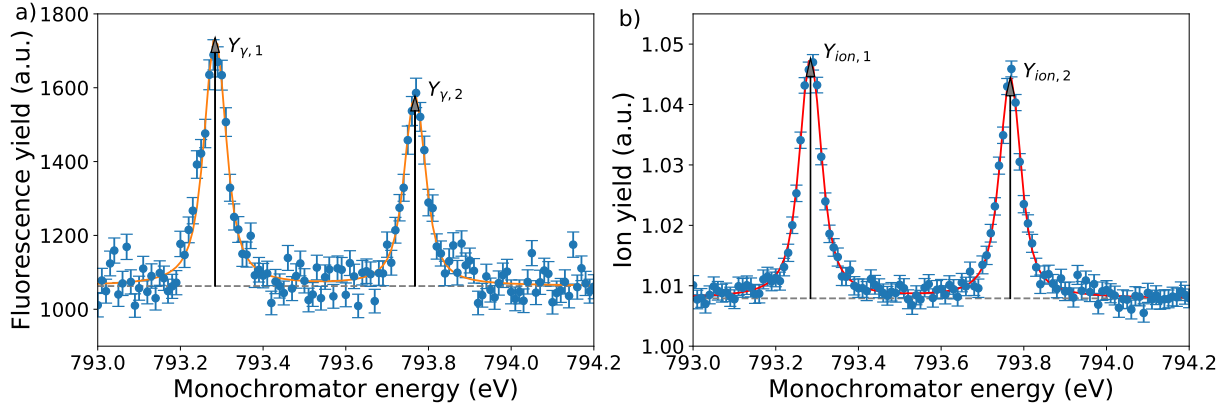 a)
1800
1600
1400
1200
1000
Fluorescence yield (a.u.)
Yγ, 1
Yγ, 2
793.0 793.2 793.4 793.6 793.8 794.0 794.2
Monochromator energy (eV)
b)
1.05
1.04
1.03
1.02
1.01
1.00
Ion yield (a.u.)
Yion, 1
Yion, 2
793.0 793.2 793.4 793.6 793.8 794.0 794.2
Monochromator energy (eV)